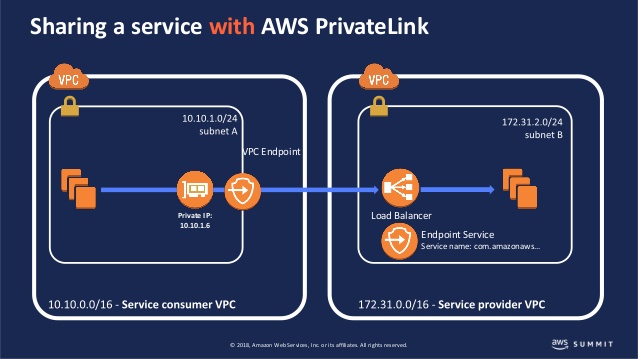 Sharing a service with AWS PrivateLink
VPC
VPC
10.10.1.0/24
subnet A
172.31.2.0/24
subnet B
VPC Endpoint
Private IP:
10.10.1.6
Load Balancer
Endpoint Service
Service name: com.amazonaws...
10.10.0.0/16 - Service consumer VPC
172.31.0.0/16 - Service provider VPC
© 2018, Amazon Web Services, Inc. or its affiliates. All rights reserved.
aws SUMMIT